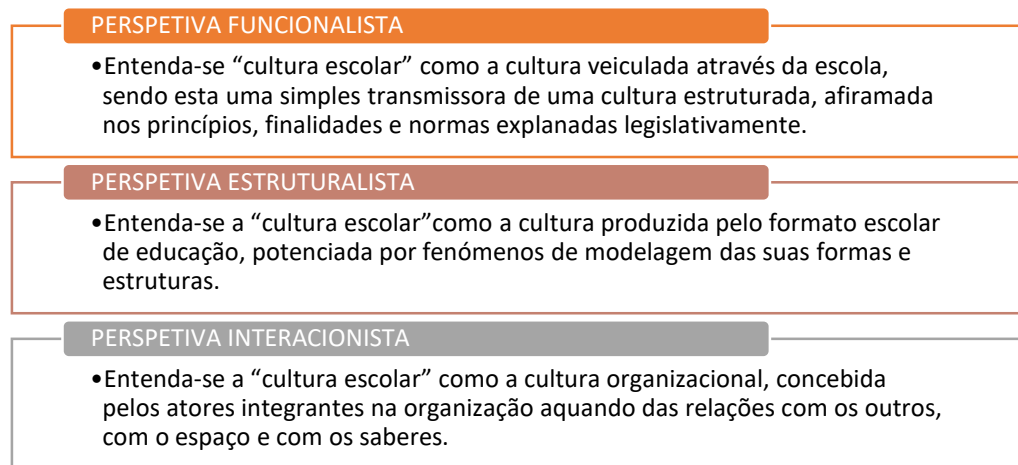 PERSPETIVA FUNCIONALISTA
•Entenda-se “cultura escolar” como a cultura veiculada através da escola,
sendo esta uma simples transmissora de uma cultura estruturada, afiramada
nos princípios, finalidades e normas explanadas legislativamente.
PERSPETIVA ESTRUTURALISTA
•Entenda-se a “cultura escolar”como a cultura produzida pelo formato escolar
de educação, potenciada por fenómenos de modelagem das suas formas e
estruturas.
PERSPETIVA INTERACIONISTA
•Entenda-se a “cultura escolar” como a cultura organizacional, concebida
pelos atores integrantes na organização aquando das relações com os outros,
com o espaço e com os saberes.